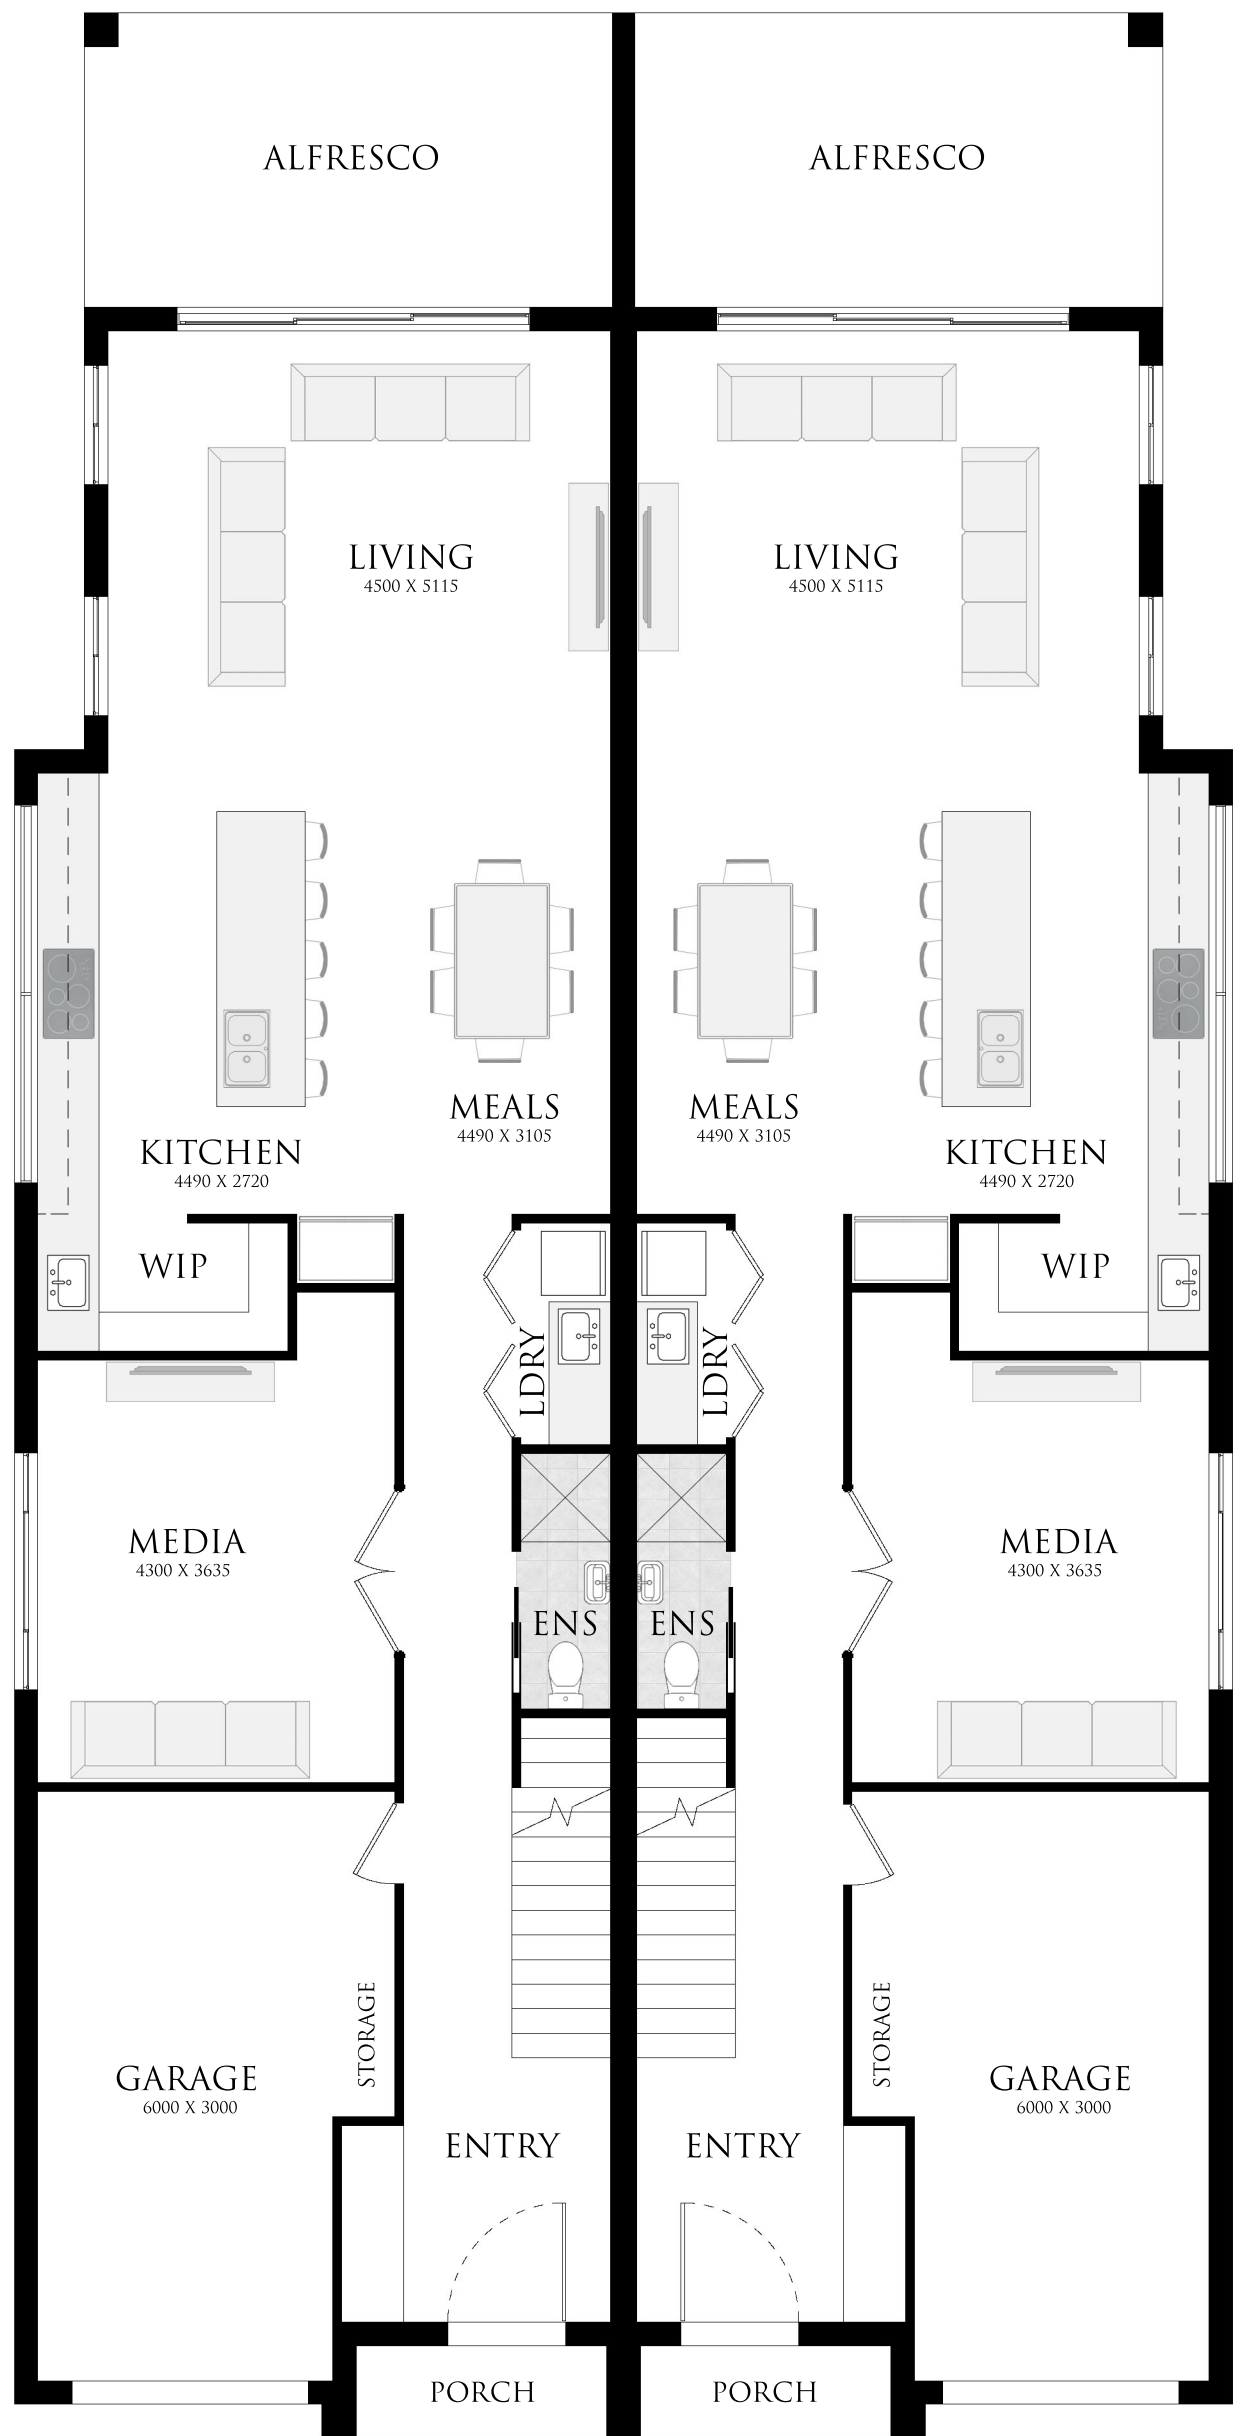 ALFRESCO
ALFRESCO
LIVING
4500 X 5115
LIVING
4500 X 5115
MEALS
4490 X 3105
MEALS
4490 X 3105
KITCHEN
4490 X 2720
KITCHEN
4490 X 2720
WIP
WIP
LDRY
LDRY
MEDIA
4300 X 3635
MEDIA
4300 X 3635
ENS
ENS
STORAGE
STORAGE
GARAGE
6000 X 3000
GARAGE
6000 X 3000
ENTRY
ENTRY
PORCH
PORCH